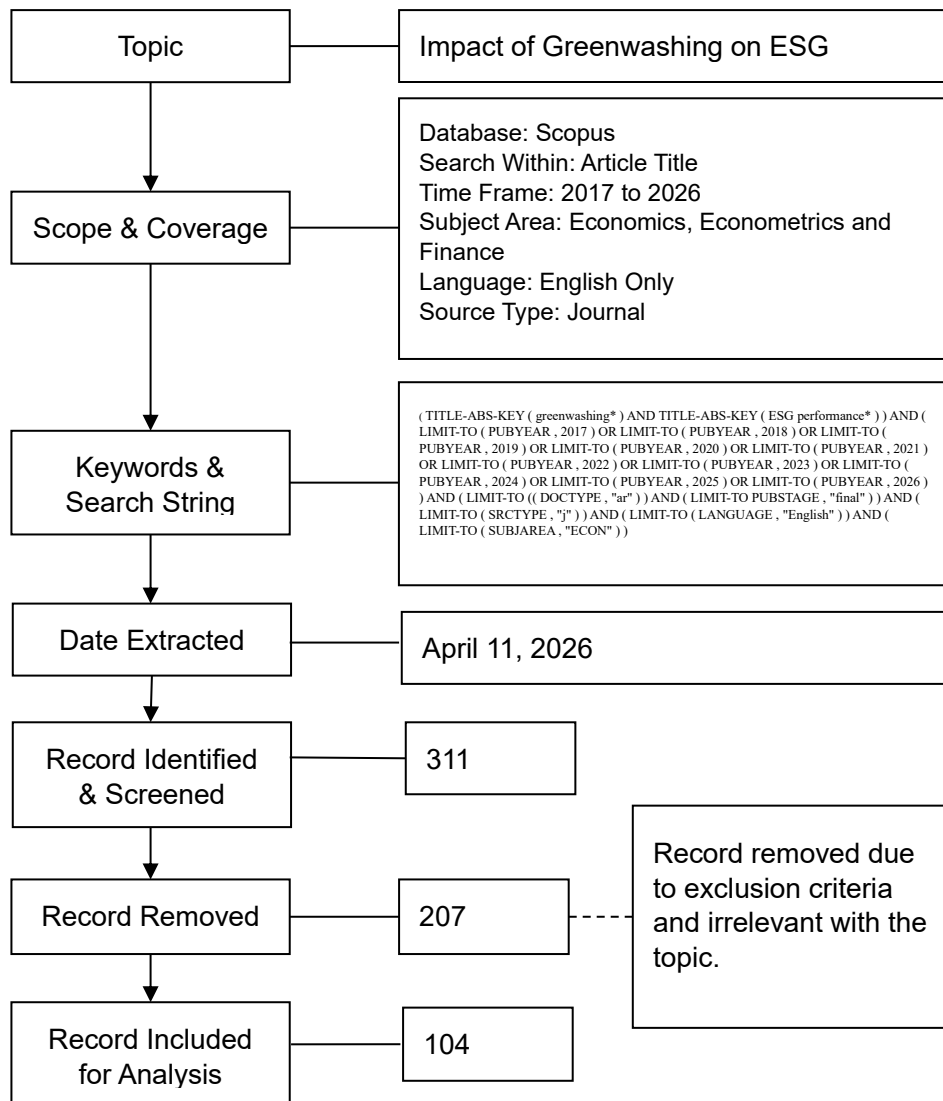 Topic
Impact of Greenwashing on ESG
Scope & Coverage
Database: Scopus
Search Within: Article Title
Time Frame: 2017 to 2026
Subject Area: Economics, Econometrics and
Finance
Language: English Only
Source Type: Journal
Keywords &
Search String
( TITLE-ABS-KEY ( greenwashing* ) AND TITLE-ABS-KEY ( ESG performance* ) ) AND (
LIMIT-TO ( PUBYEAR , 2017 ) OR LIMIT-TO ( PUBYEAR , 2018 ) OR LIMIT-TO (
PUBYEAR , 2019 ) OR LIMIT-TO ( PUBYEAR , 2020 ) OR LIMIT-TO ( PUBYEAR , 2021 )
OR LIMIT-TO ( PUBYEAR , 2022 ) OR LIMIT-TO ( PUBYEAR , 2023 ) OR LIMIT-TO (
PUBYEAR , 2024 ) OR LIMIT-TO ( PUBYEAR , 2025 ) OR LIMIT-TO ( PUBYEAR , 2026 )
) AND ( LIMIT-TO (( DOCTYPE , "ar" ) ) AND ( LIMIT-TO PUBSTAGE , "final" ) ) AND (
LIMIT-TO ( SRCTYPE , "j" ) ) AND ( LIMIT-TO ( LANGUAGE , "English" ) ) AND (
LIMIT-TO ( SUBJAREA , "ECON" ) )
Date Extracted
April 11, 2026
Record Identified
& Screened
311
Record Removed
207
Record removed due
to exclusion criteria
and irrelevant with the
topic.
Record Included
for Analysis
104